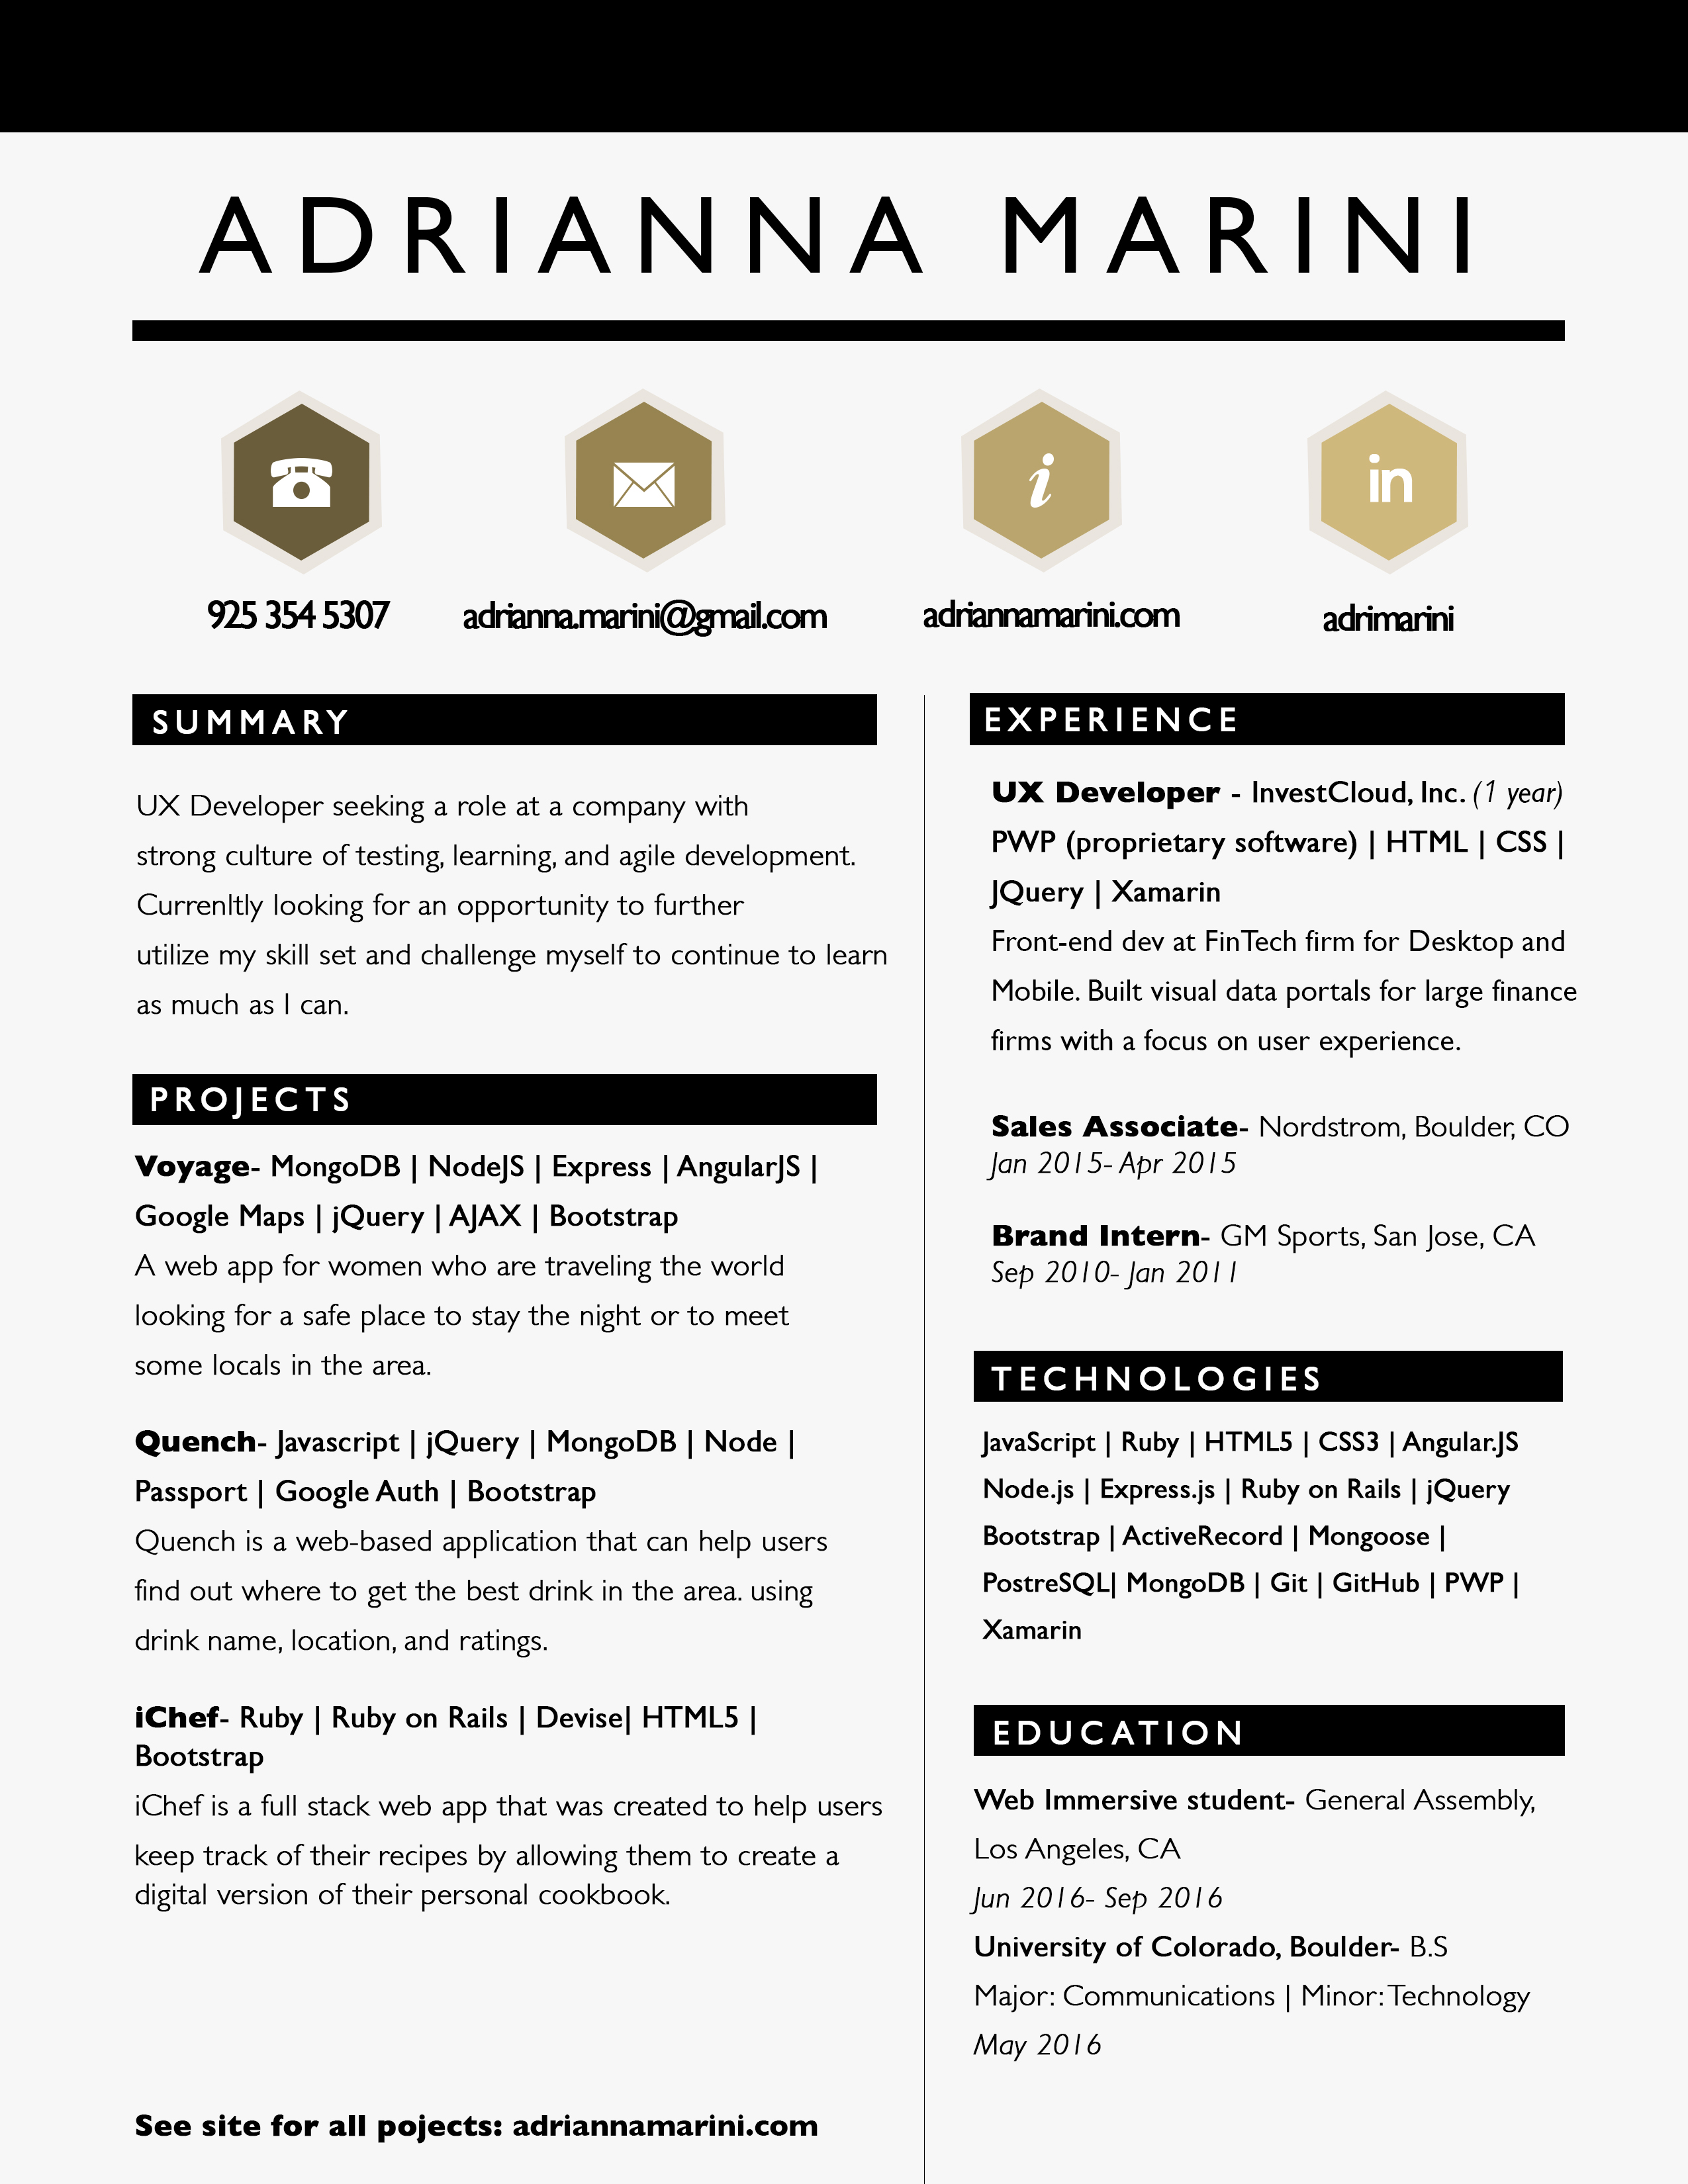 ADRIANNA MARINI
925 354 5307
adrianna.marini@gmail.com
adriannamarini.com
in
adrimarini
SUMMARY
UX Developer seeking a role at a company with
strong culture of testing, learning, and agile development.
Currenltly looking for an opportunity to further
utilize my skill set and challenge myself to continue to learn
as much as I can.
PROJECTS
Voyage- MongoDB | NodeJS | Express | AngularJS |
Google Maps | jQuery | AJAX | Bootstrap
A web app for women who are traveling the world
looking for a safe place to stay the night or to meet
some locals in the area.
Quench- Javascript | jQuery | MongoDB | Node |
Passport | Google Auth | Bootstrap
Quench is a web-based application that can help users
find out where to get the best drink in the area. using
drink name, location, and ratings.
iChef- Ruby | Ruby on Rails | Devise| HTML5 |
Bootstrap
iChef is a full stack web app that was created to help users
keep track of their recipes by allowing them to create a
digital version of their personal cookbook.
See site for all pojects: adriannamarini.com
EXPERIENCE
UX Developer - InvestCloud, Inc. (1 year)
PWP (proprietary software) | HTML | CSS |
JQuery | Xamarin
Front-end dev at FinTech firm for Desktop and
Mobile. Built visual data portals for large finance
firms with a focus on user experience.
Sales Associate- Nordstrom, Boulder, CO
Jan 2015- Apr 2015
Brand Intern- GM Sports, San Jose, CA
Sep 2010- Jan 2011
TECHNOLOGIES
JavaScript | Ruby | HTML5 | CSS3 | Angular.JS
Node.js | Express.js | Ruby on Rails | jQuery
Bootstrap | ActiveRecord | Mongoose |
PostreSQL| MongoDB | Git | GitHub | PWP |
Xamarin
EDUCATION
Web Immersive student- General Assembly,
Los Angeles, CA
Jun 2016- Sep 2016
University of Colorado, Boulder- B.S
Major: Communications | Minor: Technology
May 2016